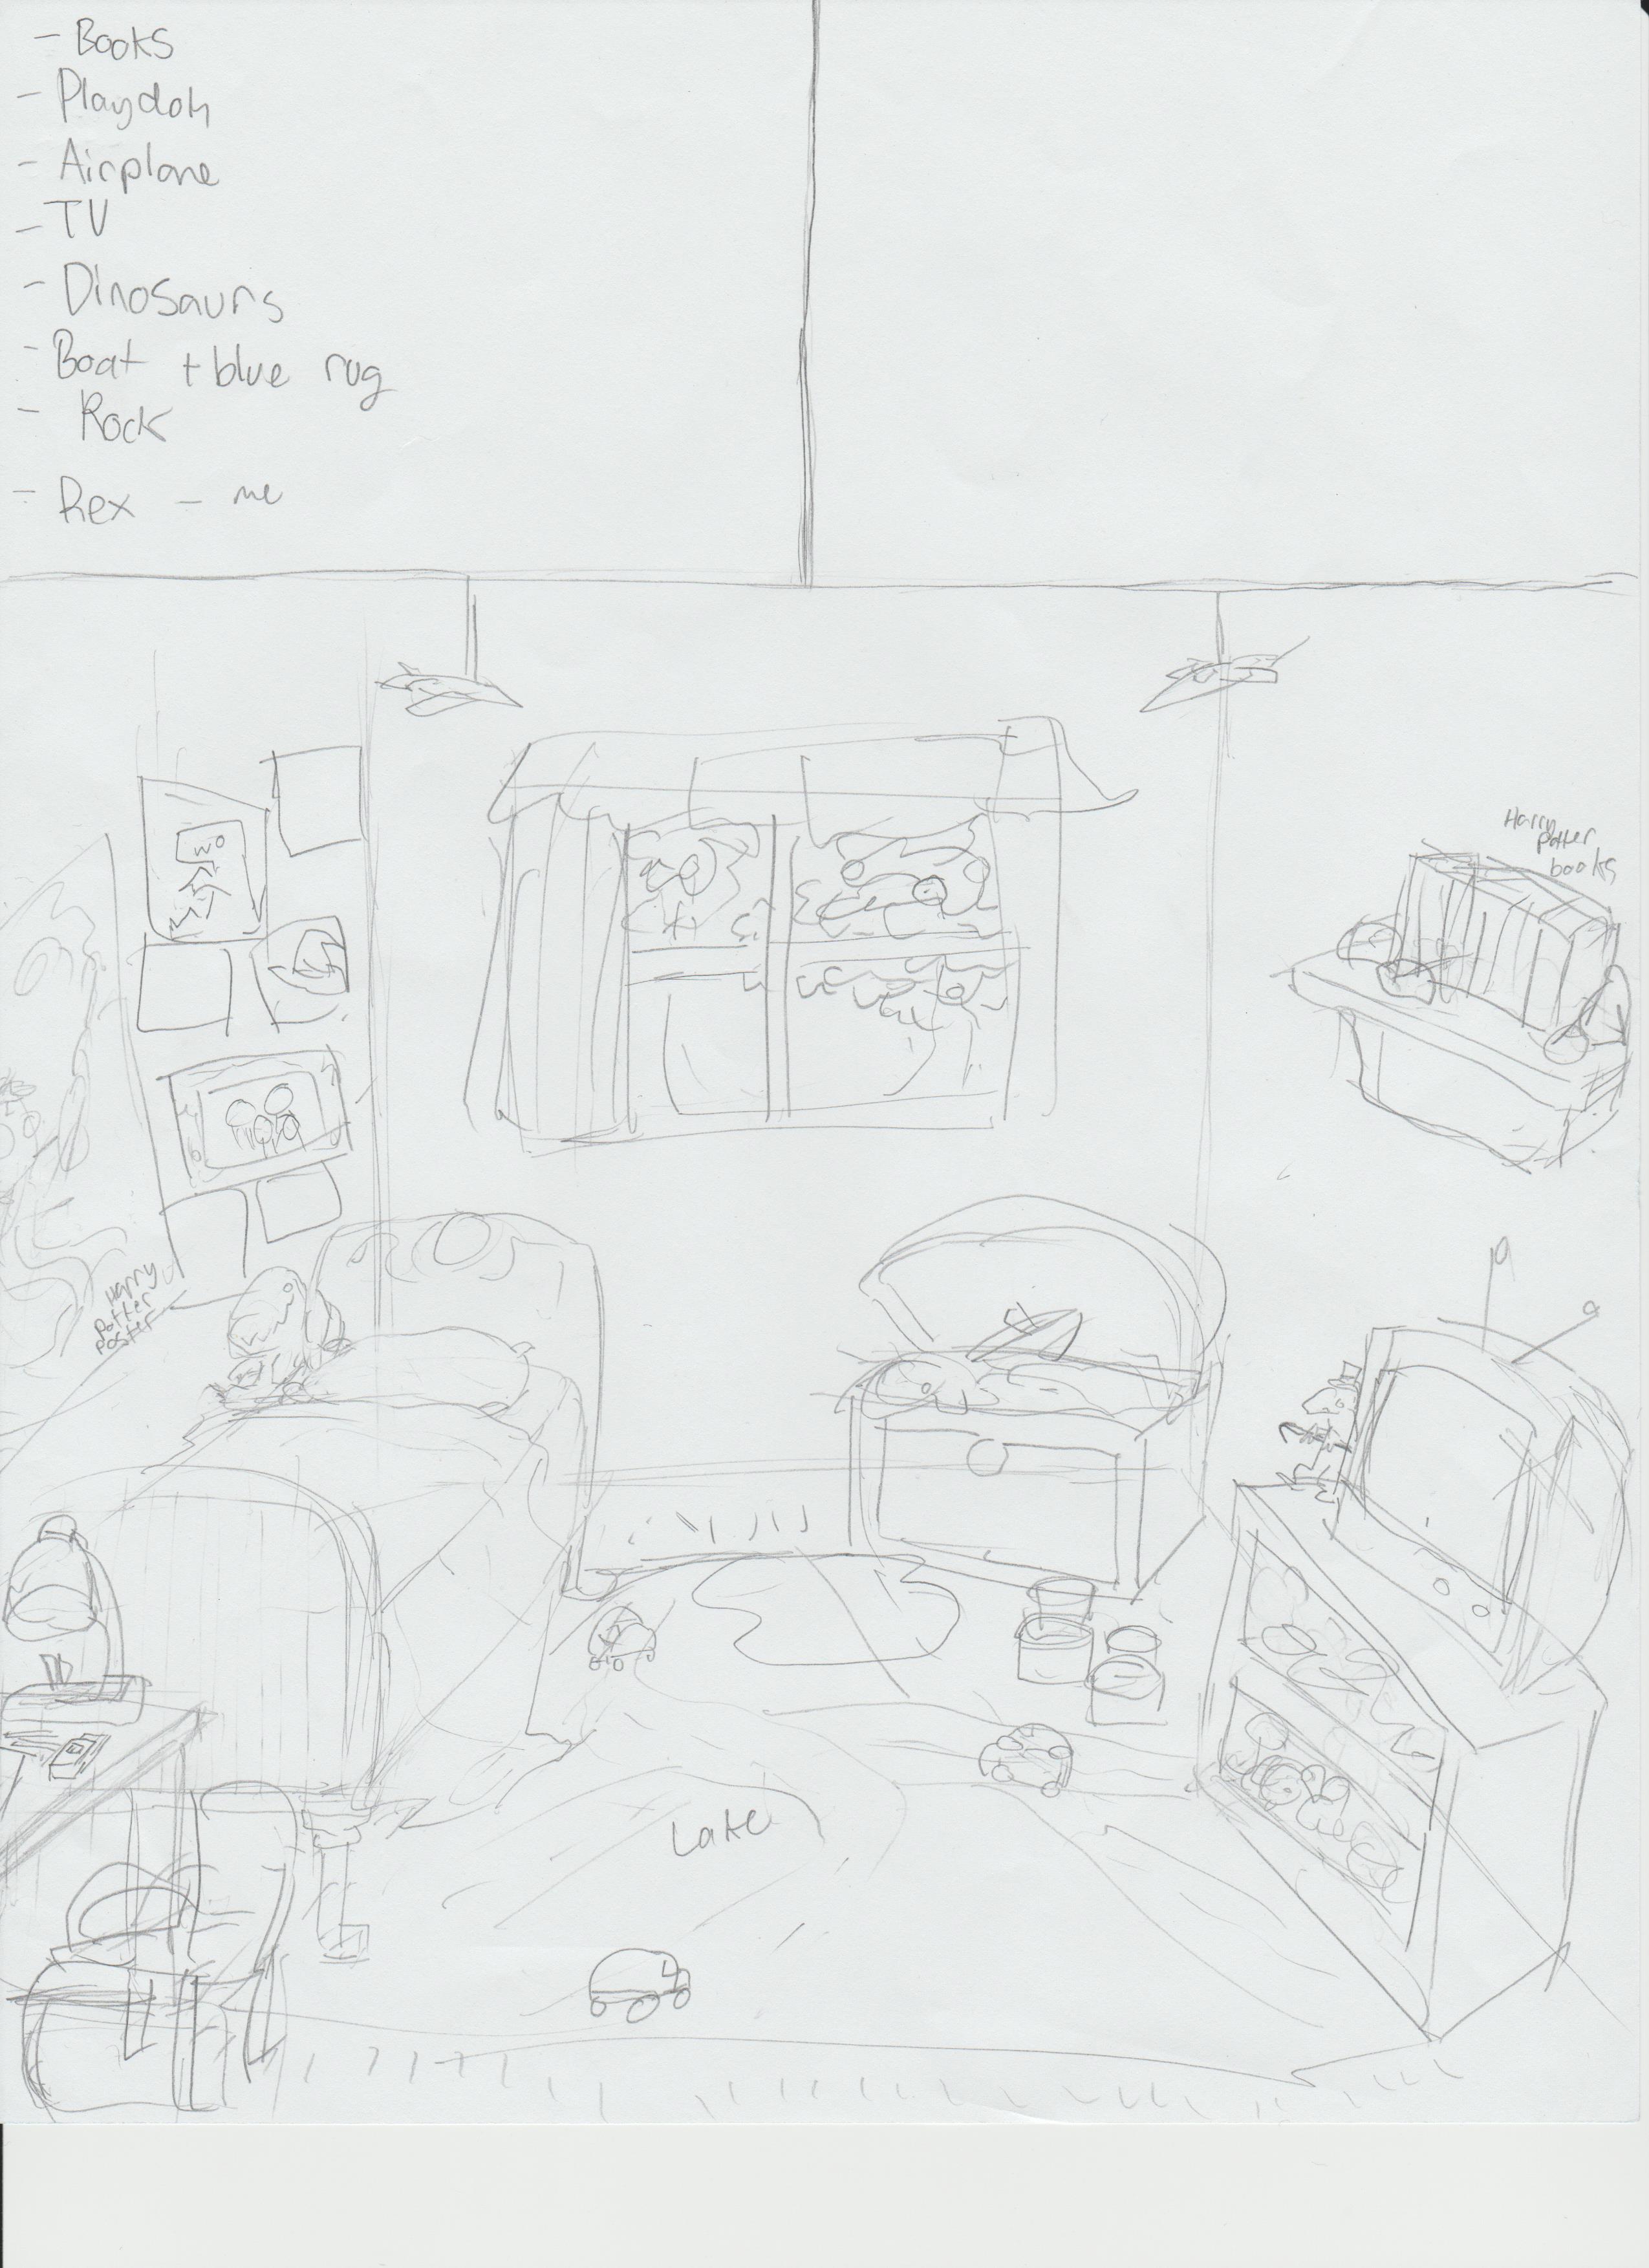 - Books
- Playdoh
- Airplane
- TV
- Dinosaurs
- Boat + blue rug
- Rock
- Rex - me
Harry
Potter
books
Harry
Potter
poster
Lake